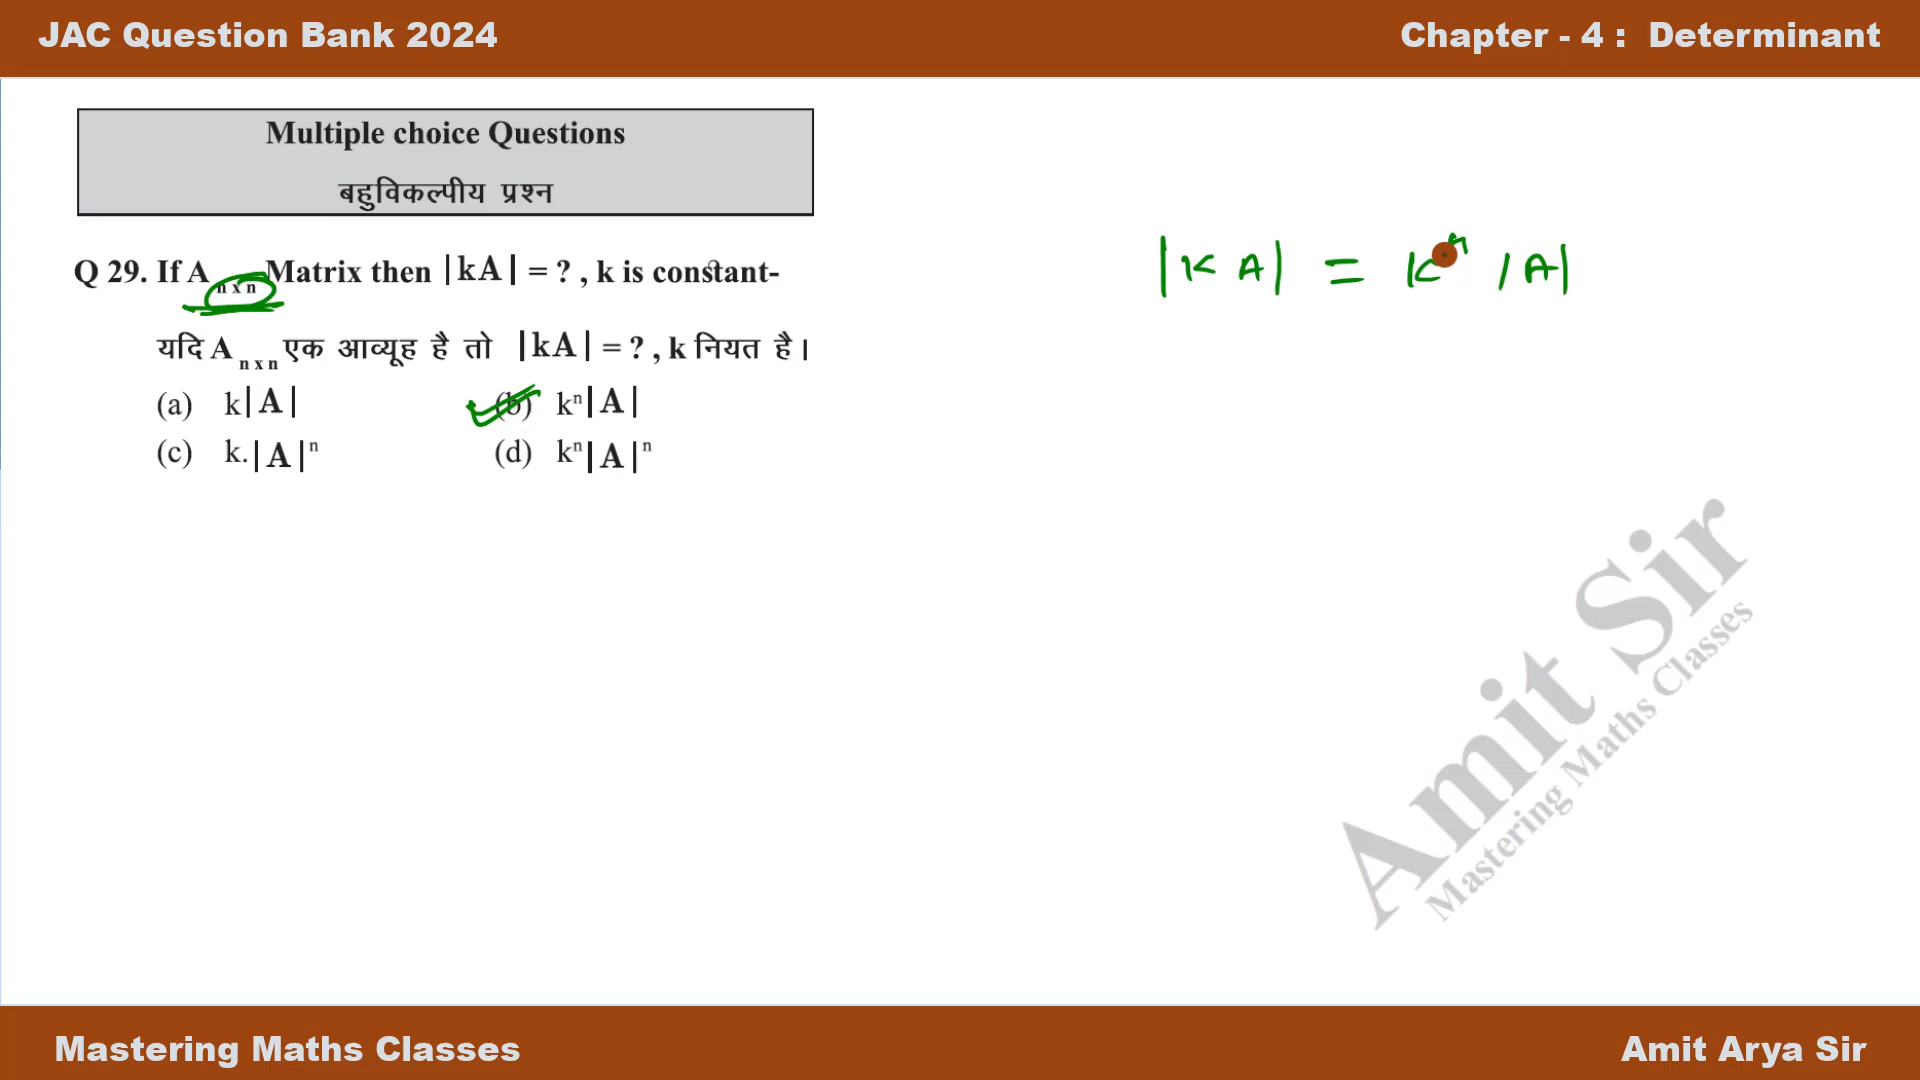 JAC Question Bank 2024
Chapter - 4 : Determinant
Multiple choice Questions
बहुविकल्पीय प्रश्न
Q 29. If A n x n Matrix then |kA| = ? , k is constant-
|K A| = K^n |A|
यदि A n x n एक आव्यूह है तो |kA| = ? , k नियत है।
(a) k|A| (b) kⁿ|A|
(c) k.|A|ⁿ (d) kⁿ|A|ⁿ
Amit Sir
Mastering Maths Classes
Mastering Maths Classes
Amit Arya Sir